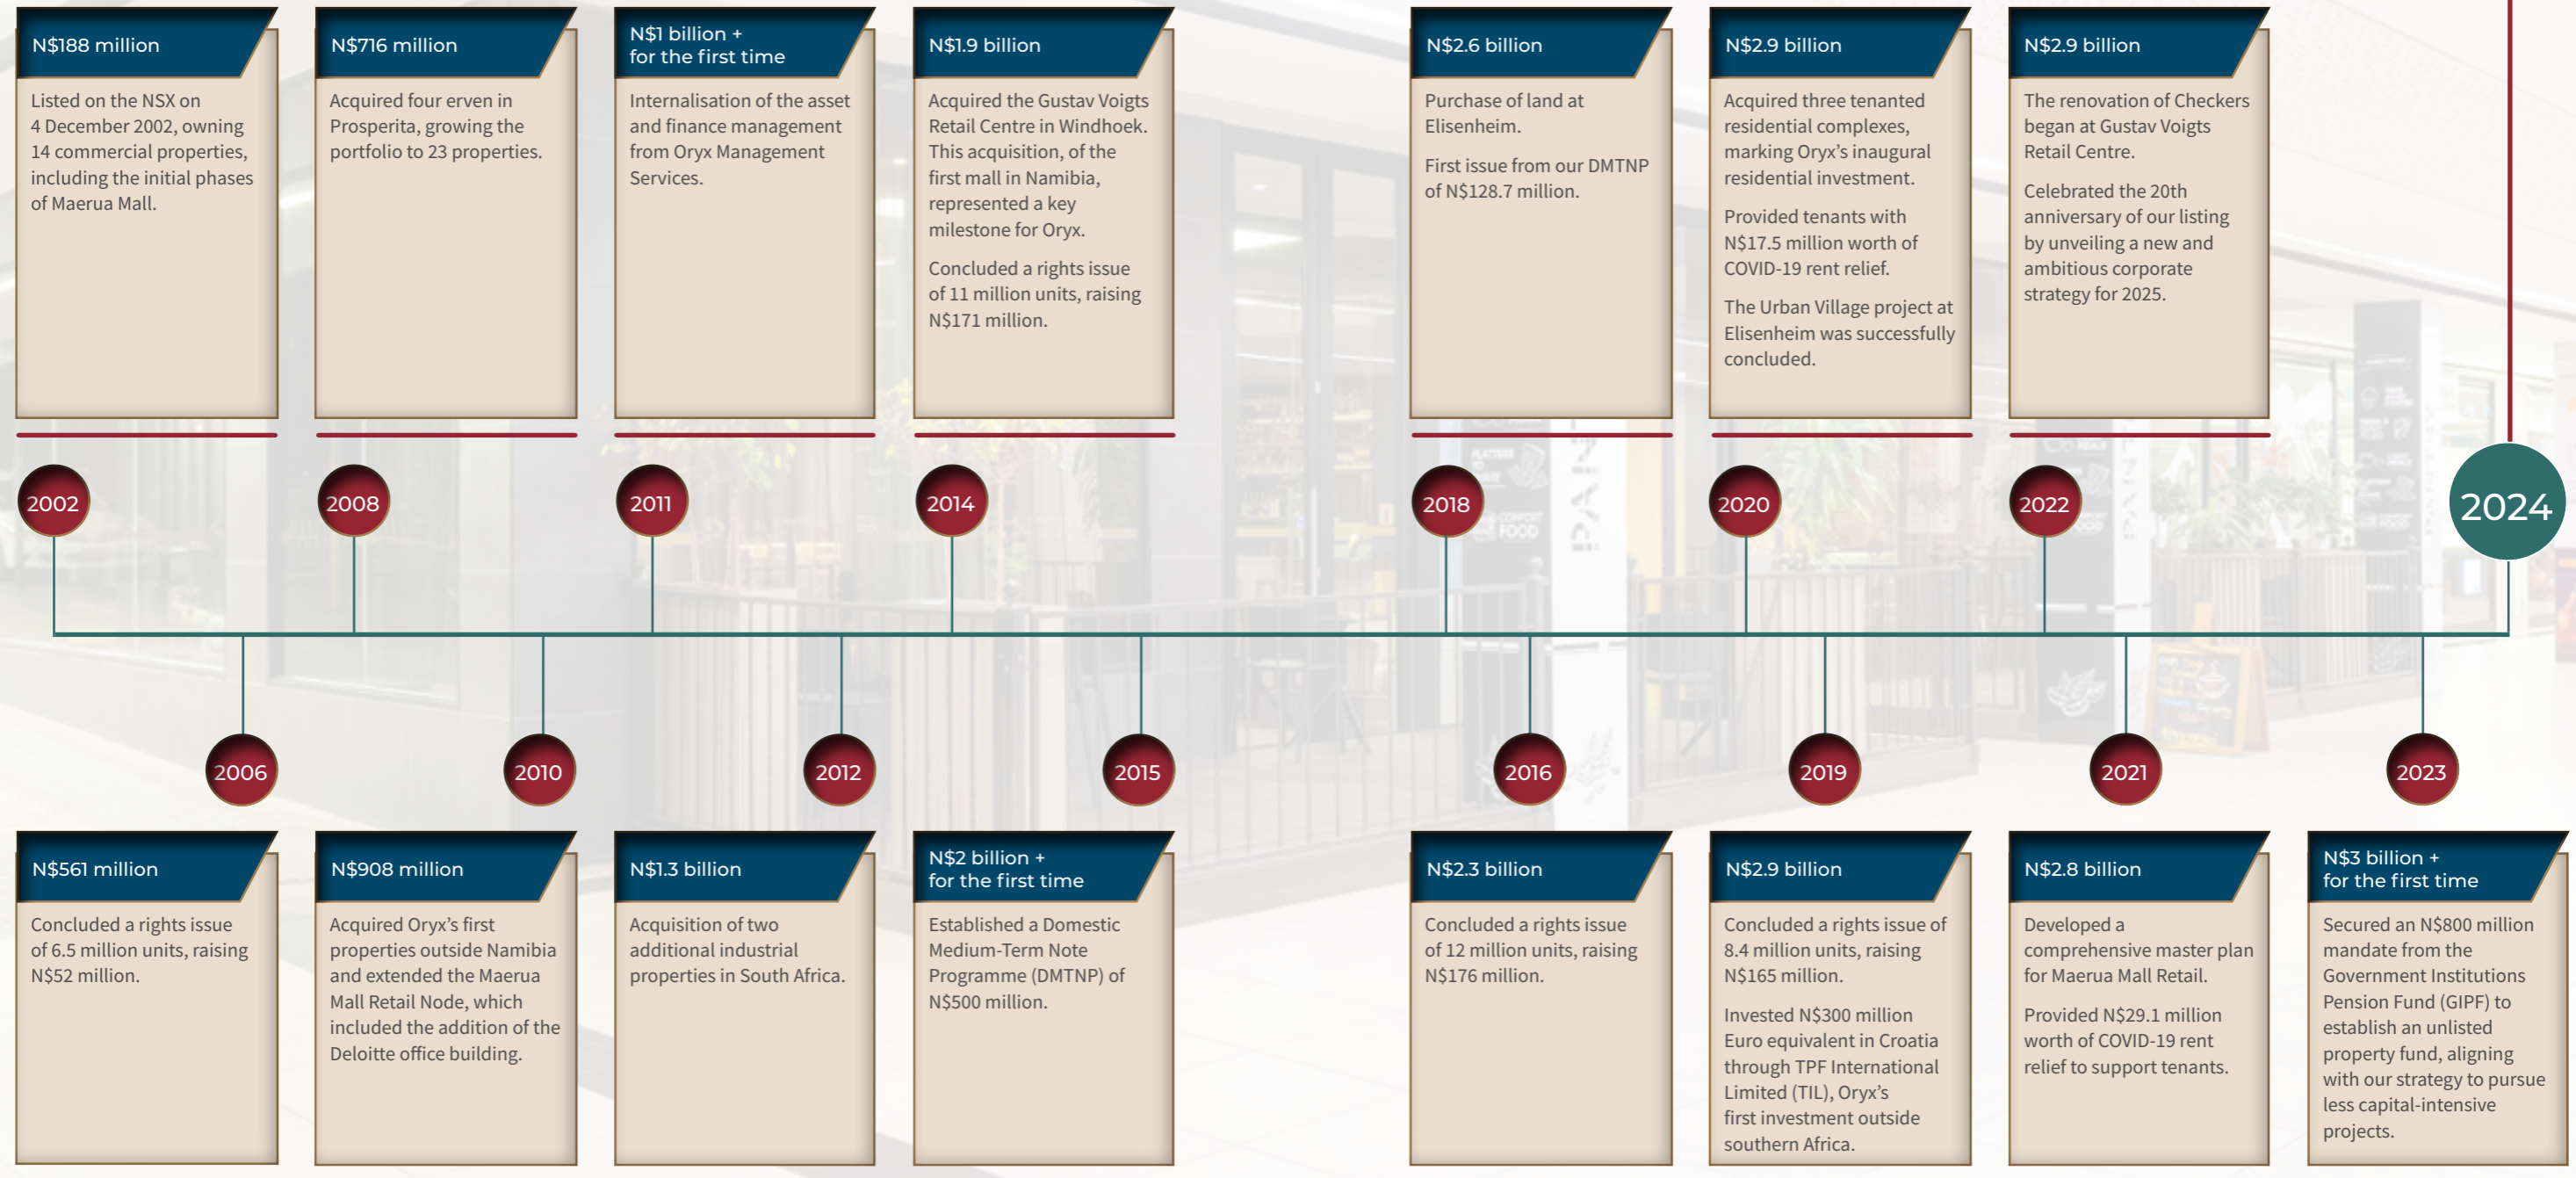 N$188 million
Listed on the NSX on
4 December 2002, owning
14 commercial properties,
including the initial phases
of Maerua Mall.
N$716 million
Acquired four erven in
Prosperita, growing the
portfolio to 23 properties.
N$1 billion +
for the first time
Internalisation of the asset
and finance management
from Oryx Management
Services.
N$1.9 billion
Acquired the Gustav Voigts
Retail Centre in Windhoek.
This acquisition, of the
first mall in Namibia,
represented a key
milestone for Oryx.
Concluded a rights issue
of 11 million units, raising
N$171 million.
N$2.6 billion
Purchase of land at
Elisenheim.
First issue from our DMTNP
of N$128.7 million.
N$2.9 billion
Acquired three tenanted
residential complexes,
marking Oryx’s inaugural
residential investment.
Provided tenants with
N$17.5 million worth of
COVID-19 rent relief.
The Urban Village project at
Elisenheim was successfully
concluded.
N$2.9 billion
The renovation of Checkers
began at Gustav Voigts
Retail Centre.
Celebrated the 20th
anniversary of our listing
by unveiling a new and
ambitious corporate
strategy for 2025.
2002
2008
2011
2014
2018
2020
2022
2024
2006
2010
2012
2015
2016
2019
2021
2023
N$561 million
Concluded a rights issue
of 6.5 million units, raising
N$52 million.
N$908 million
Acquired Oryx’s first
properties outside Namibia
and extended the Maerua
Mall Retail Node, which
included the addition of the
Deloitte office building.
N$1.3 billion
Acquisition of two
additional industrial
properties in South Africa.
N$2 billion +
for the first time
Established a Domestic
Medium-Term Note
Programme (DMTNP) of
N$500 million.
N$2.3 billion
Concluded a rights issue
of 12 million units, raising
N$176 million.
N$2.9 billion
Concluded a rights issue of
8.4 million units, raising
N$165 million.
Invested N$300 million
Euro equivalent in Croatia
through TPF International
Limited (TIL), Oryx’s
first investment outside
southern Africa.
N$2.8 billion
Developed a
comprehensive master plan
for Maerua Mall Retail.
Provided N$29.1 million
worth of COVID-19 rent
relief to support tenants.
N$3 billion +
for the first time
Secured an N$800 million
mandate from the
Government Institutions
Pension Fund (GIPF) to
establish an unlisted
property fund, aligning
with our strategy to pursue
less capital-intensive
projects.